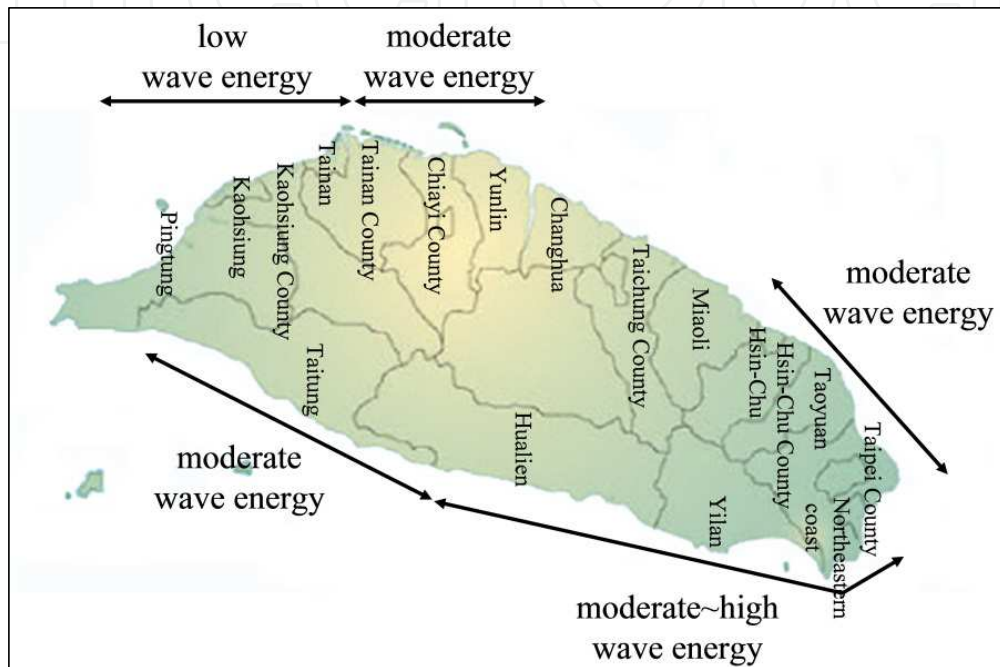 low
wave energy
moderate
wave energy
Pingtung
Kaohsiung
Kaohsiung County
Tainan
Tainan County
Chiayi County
Yunlin
Changhua
Taichung County
Miaoli
Hsin-Chu
Hsin-Chu County
Taoyuan
Taipei County
Northeastern
coast
Yilan
Hualien
Taitung
moderate
wave energy
moderate
wave energy
moderate~high
wave energy